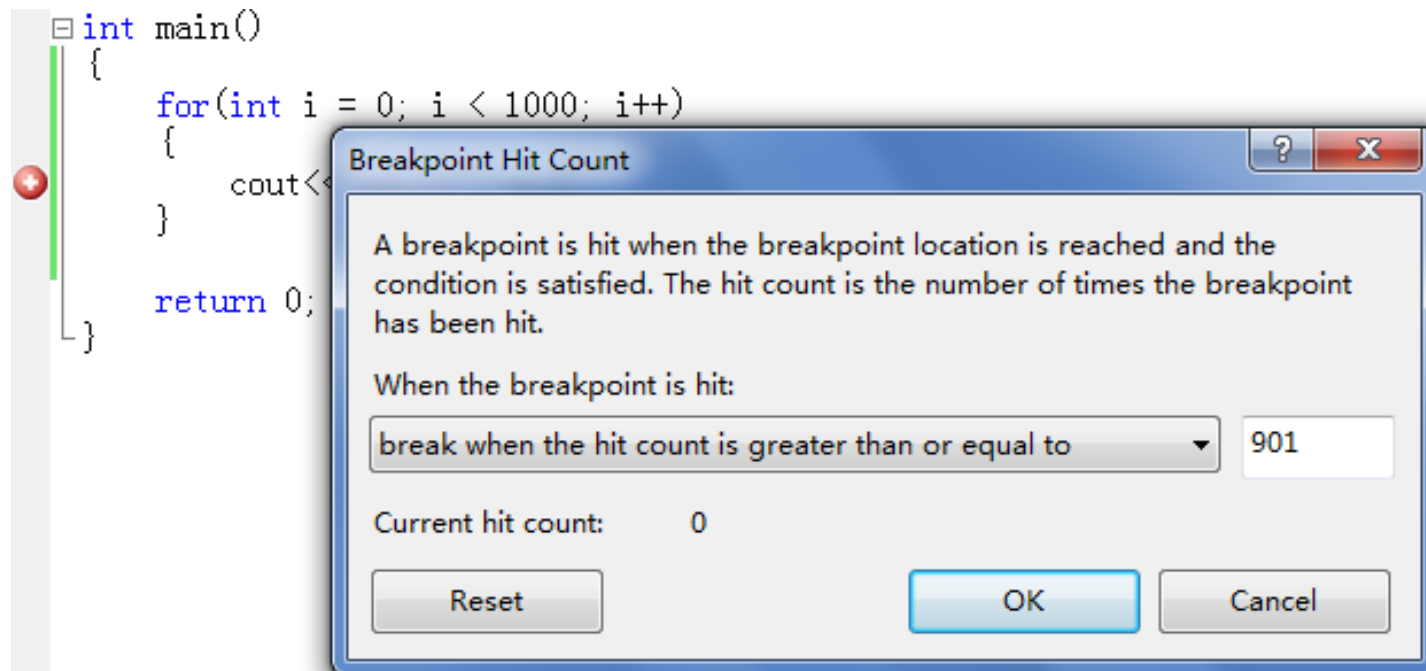 int main()
{
for(int i = 0; i < 1000; i++)
{
cout<<
}
return 0;
}
Breakpoint Hit Count
A breakpoint is hit when the breakpoint location is reached and the
condition is satisfied. The hit count is the number of times the breakpoint
has been hit.
When the breakpoint is hit:
break when the hit count is greater than or equal to 901
Current hit count: 0
Reset OK Cancel